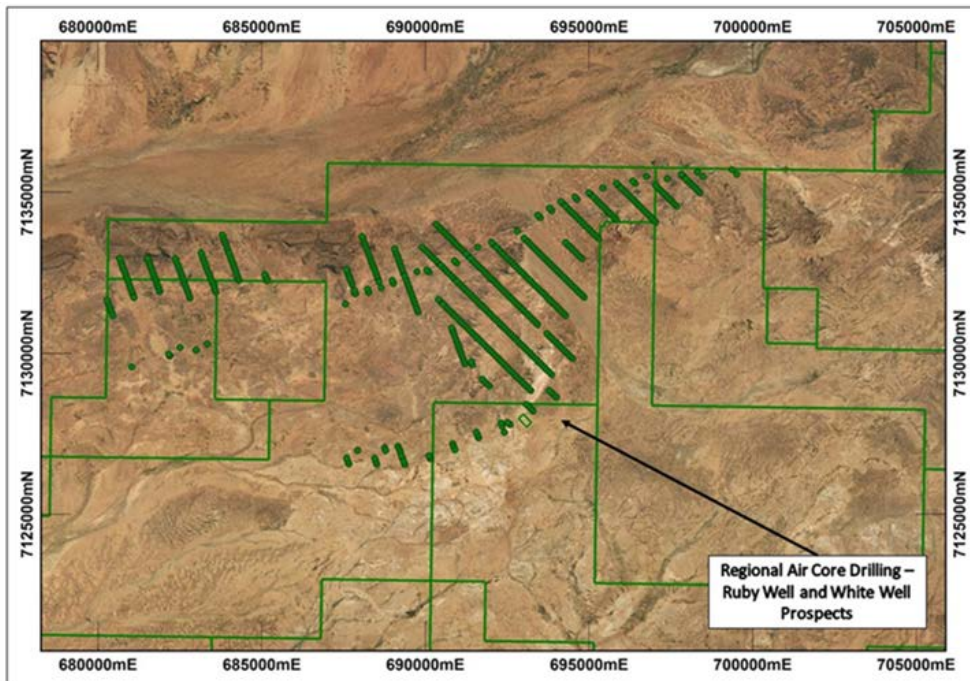 680000mE 685000mE 690000mE 695000mE 700000mE 705000mE
7135000mN 7135000mN
7130000mN 7130000mN
7125000mN 7125000mN
Regional Air Core Drilling –
Ruby Well and White Well
Prospects
680000mE 685000mE 690000mE 695000mE 700000mE 705000mE